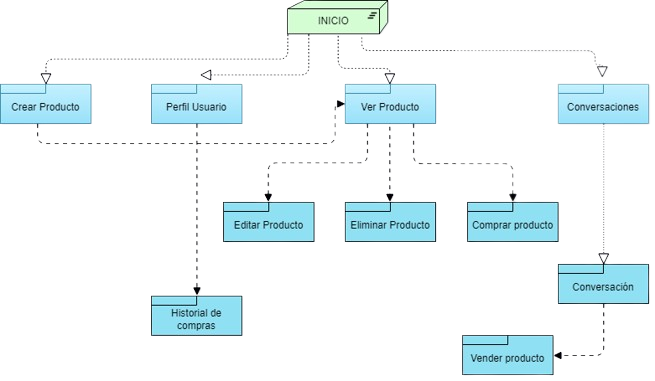 INICIO
Crear Producto
Perfil Usuario
Ver Producto
Conversaciones
Editar Producto
Eliminar Producto
Comprar producto
Conversación
Historial de
compras
Vender producto